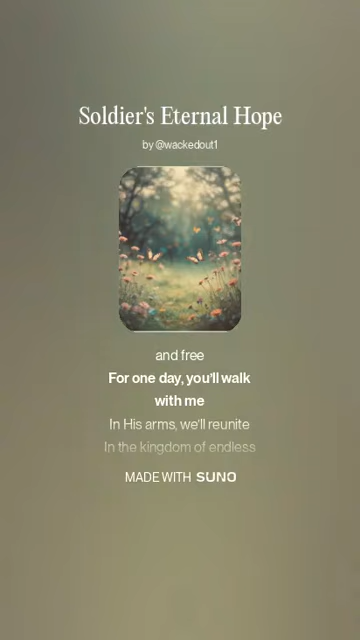 Soldier's Eternal Hope
by @wackedout1
and free
For one day, you'll walk
with me
In His arms, we'll reunite
In the kingdom of endless
MADE WITH SUNO